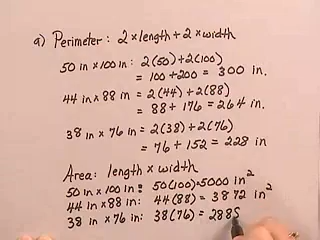 a) Perimeter: 2×length + 2×width
50 in × 100 in: 2(50)+2(100)
= 100+200 = 300 in.
44 in × 88 in = 2(44)+2(88)
= 88 + 176 = 264 in.
38 in × 76 in = 2(38)+2(76)
= 76 + 152 = 228 in
Area: length × width
50 in × 100 in: 50(100)=5000 in²
44 in × 88 in: 44(88) = 3872 in²
38 in × 76 in: 38(76) = 288